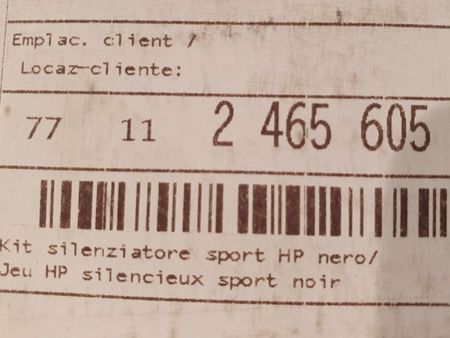 Emplac. client /
Locaz-cliente:
77 11 2 465 605
Kit silenziatore sport HP nero/
Jeu HP silencieux sport noir